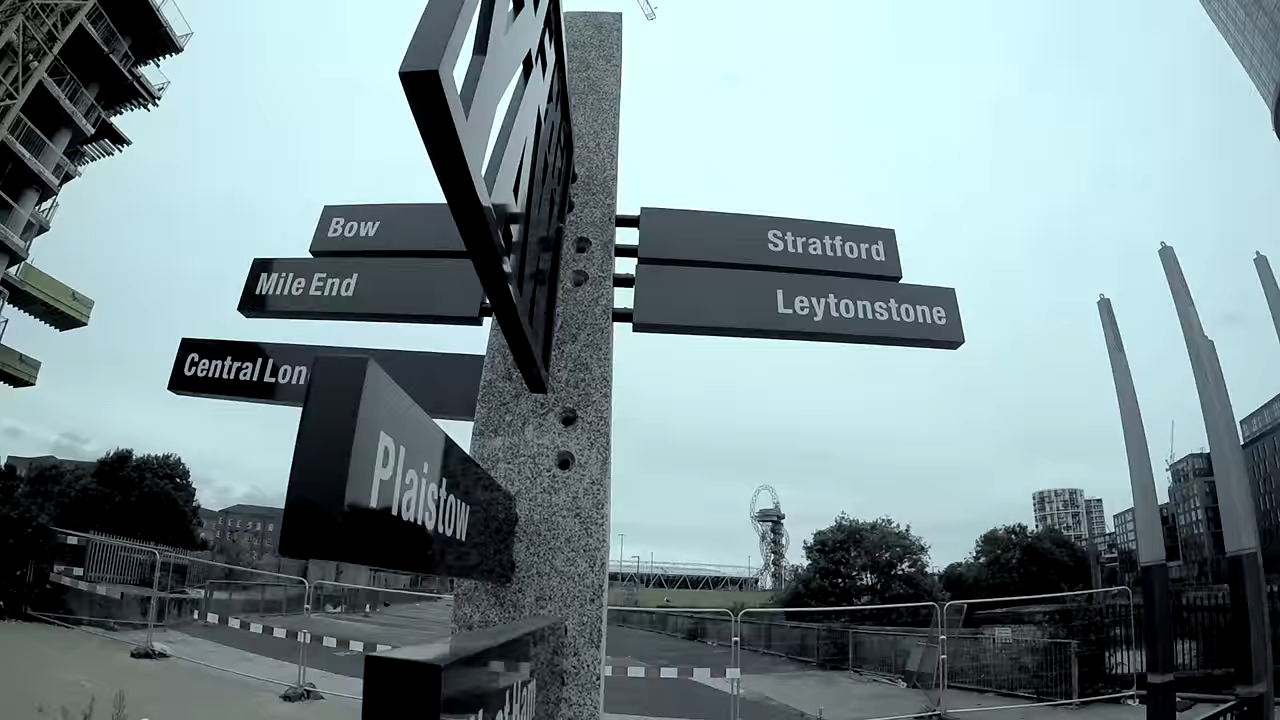 Bow
Stratford
Mile End
Leytonstone
Central Lon
Plaistow